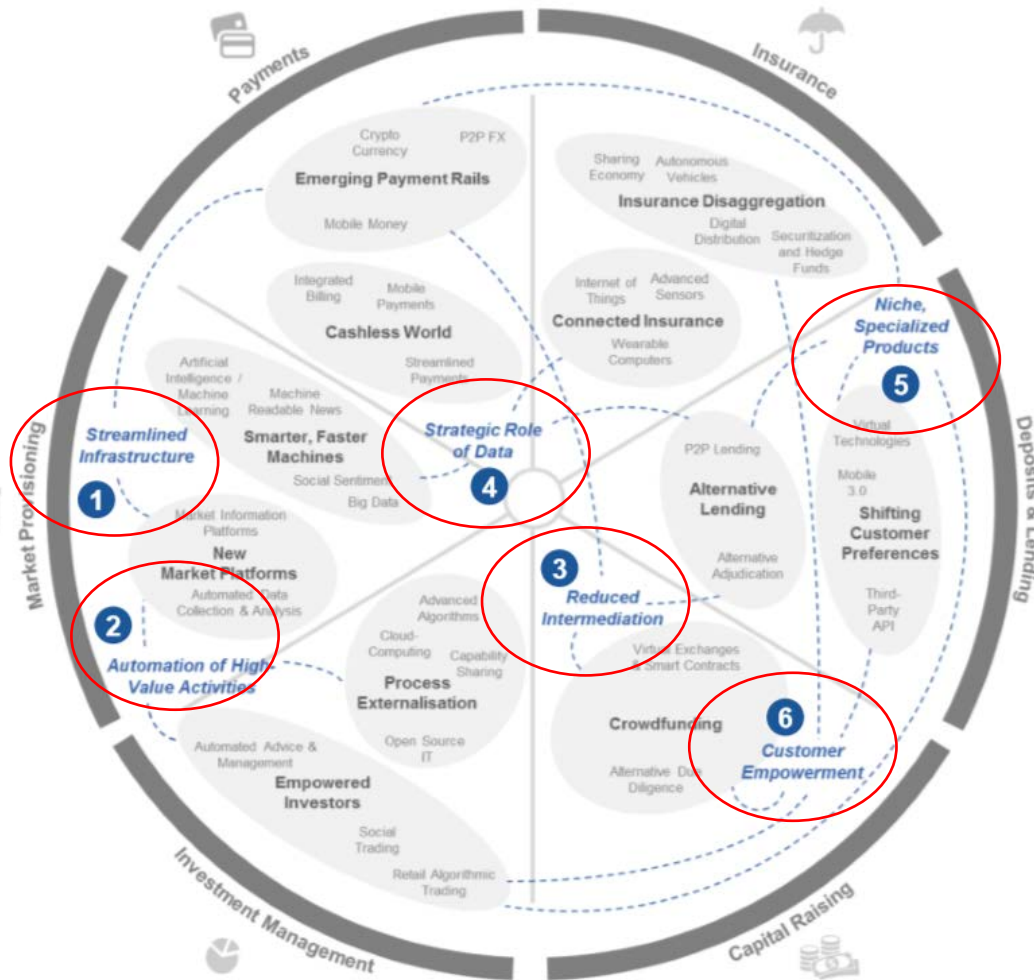 Payments
Insurance
Crypto
Currency
P2P FX
Emerging Payment Rails
Mobile Money
Sharing
Economy
Autonomous
Vehicles
Insurance Disaggregation
Digital
Distribution
Securitization
and Hedge
Funds
Integrated
Billing
Mobile
Payments
Cashless World
Streamlined
Payments
Internet of
Things
Advanced
Sensors
Connected Insurance
Wearable
Computers
Niche,
Specialized
Products
5
Artificial
Intelligence /
Machine
Learning
Machine
Readable News
Smarter, Faster
Machines
Social Sentiment
Big Data
Streamlined
Infrastructure
1
Strategic Role
of Data
4
P2P Lending
Alternative
Lending
Alternative
Adjudication
Virtual
Technologies
Mobile
3.0
Shifting
Customer
Preferences
Third-
Party
API
Market Provisioning
Deposits & Lending
Market Information
Platforms
New
Market Platforms
Automated Data
Collection & Analysis
2
Automation of High-
Value Activities
3
Reduced
Intermediation
Advanced
Algorithms
Cloud-
Computing
Capability
Sharing
Process
Externalisation
Open Source
IT
Virtual Exchanges
& Smart Contracts
Crowdfunding
Alternative Due
Diligence
6
Customer
Empowerment
Automated Advice &
Management
Empowered
Investors
Social
Trading
Retail Algorithmic
Trading
Investment Management
Capital Raising